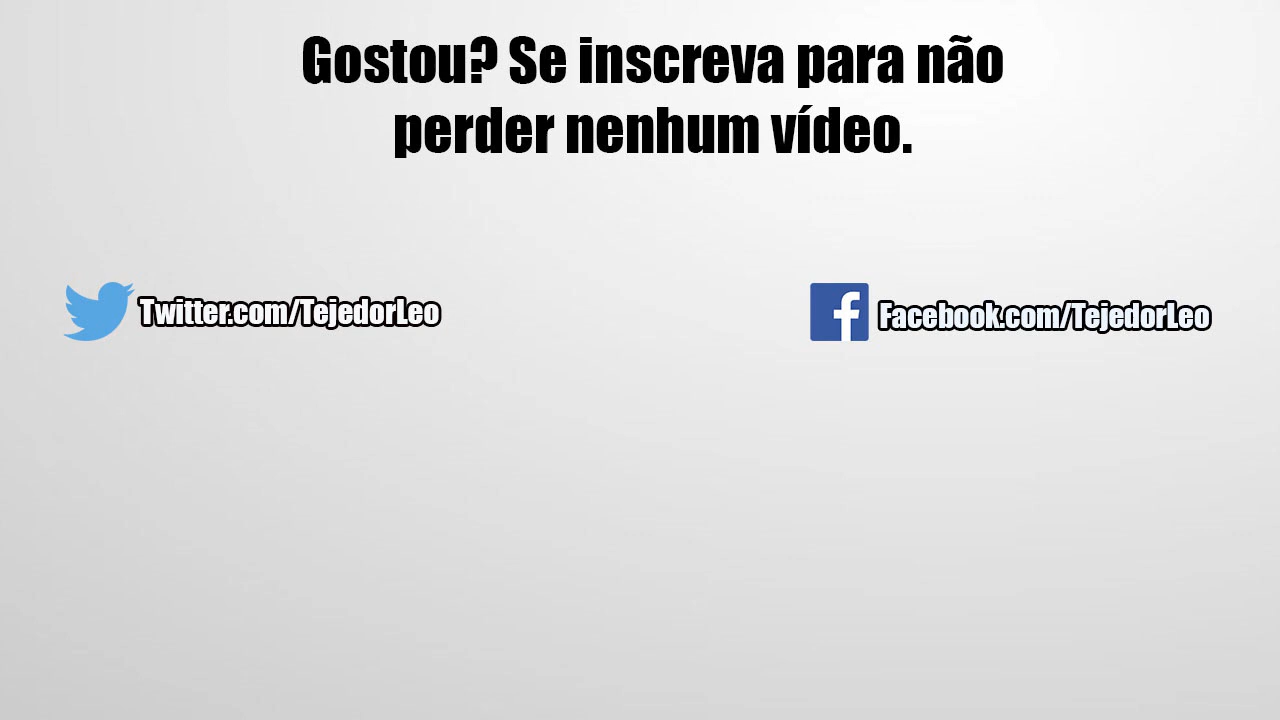 Gostou? Se inscreva para não
perder nenhum vídeo.
Twitter.com/TejedorLeo
Facebook.com/TejedorLeo